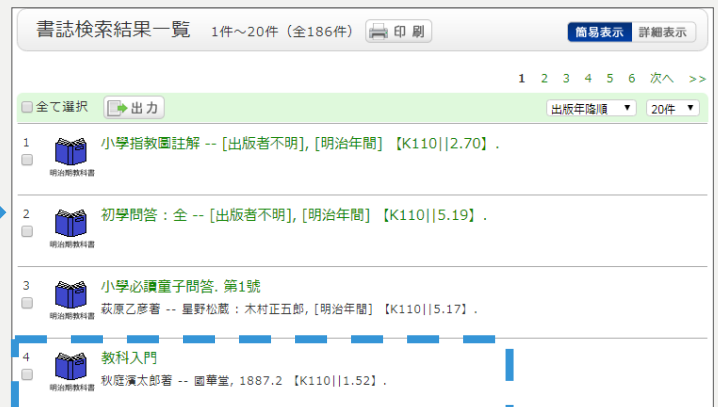 書誌検索結果一覧 1件～20件（全186件） 印刷 簡易表示 詳細表示
1 2 3 4 5 6 次へ >>
全て選択 出力 出版年降順 ▼ 20件 ▼
1 小學指教圖註解 -- [出版者不明], [明治年間] 【K110||2.70】.
明治期教科書
2 初學問答 : 全 -- [出版者不明], [明治年間] 【K110||5.19】.
明治期教科書
3 小學必讀童子問答. 第1號
明治期教科書 萩原乙彦著 -- 星野松蔵 : 木村正五郎, [明治年間] 【K110||5.17】.
4 教科入門
明治期教科書 秋庭濱太郎著 -- 國華堂, 1887.2 【K110||1.52】.